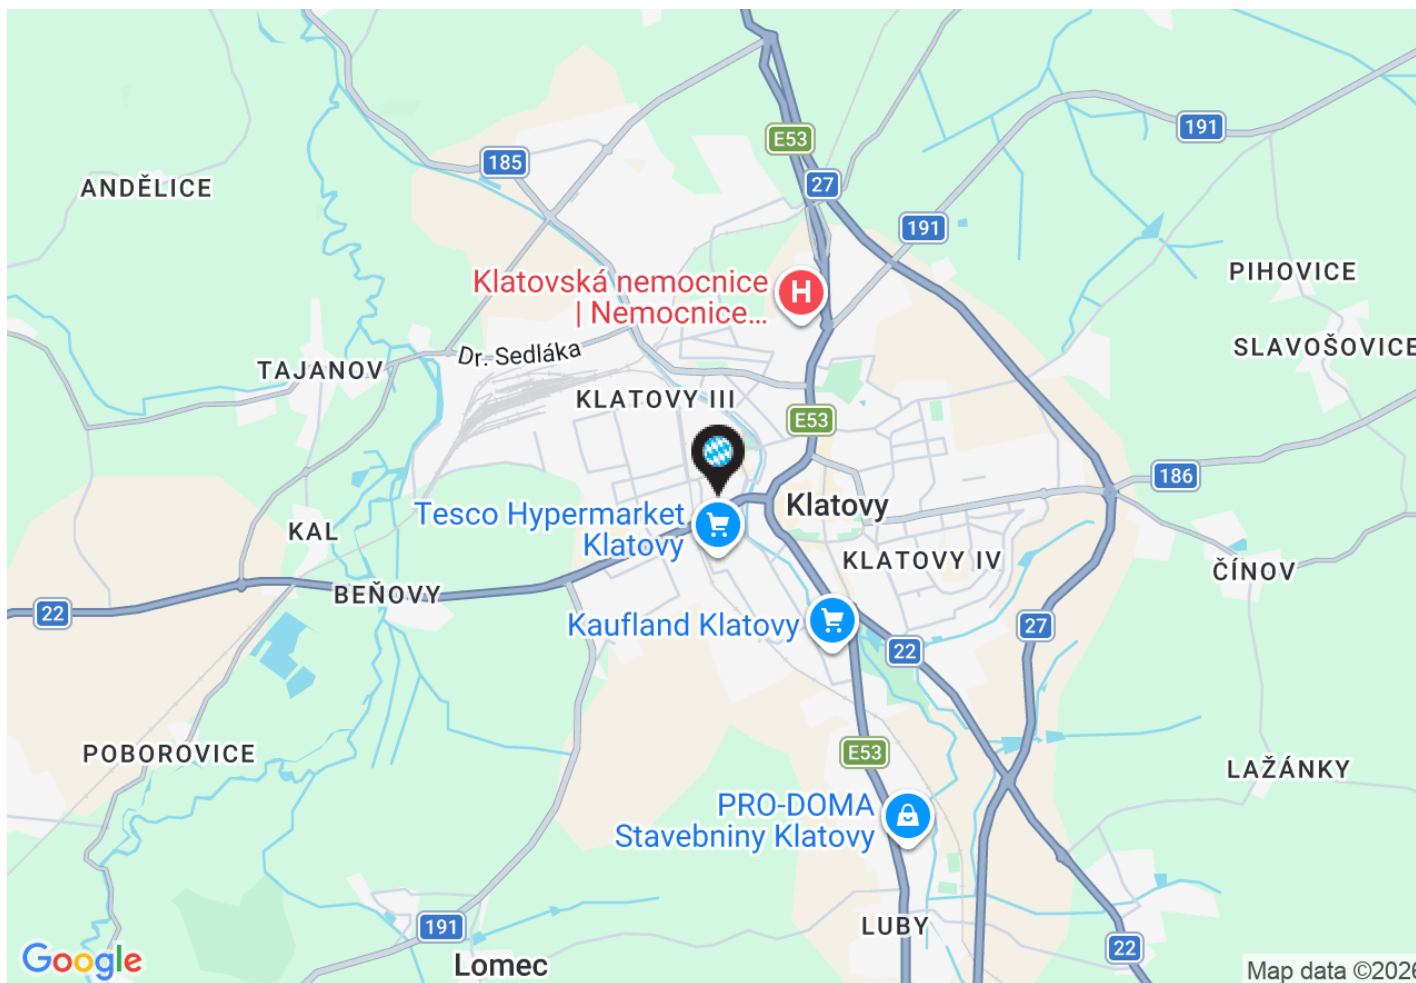 E53
191
185
27
ANDĚLICE
191
PIHOVICE
Klatovská nemocnice
| Nemocnice...
H
SLAVOŠOVICE
Dr. Sedláka
TAJANOV
KLATOVY III
E53
186
Klatovy
Tesco Hypermarket
Klatovy
KAL
KLATOVY IV
ČÍNOV
BEŇOVY
22
Kaufland Klatovy
27
22
POBOROVICE
E53
LAŽÁNKY
PRO-DOMA
Stavebniny Klatovy
LUBY
191
22
Google
Lomec
Map data ©2026